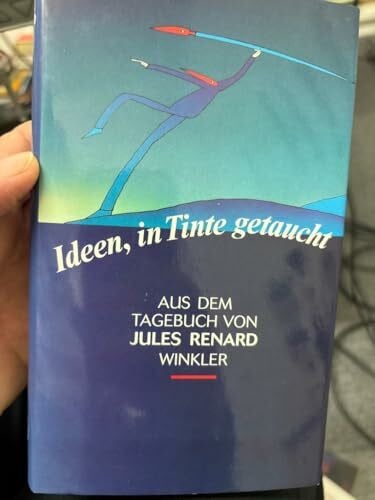 Ideen, in Tinte getaucht
AUS DEM
TAGEBUCH VON
JULES RENARD
WINKLER